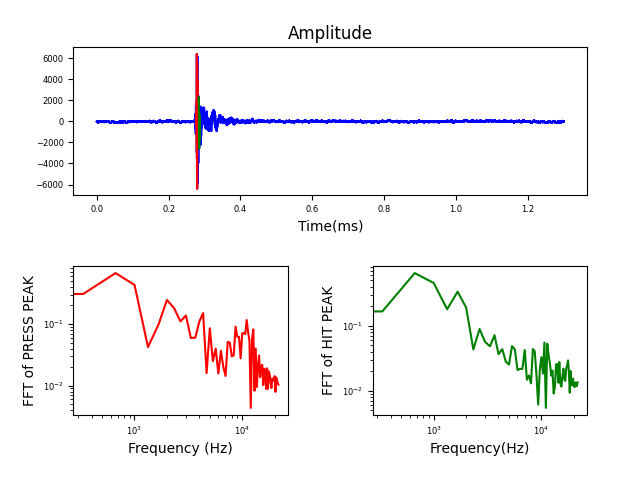 Amplitude
6000
4000
2000
0
−2000
−4000
−6000
0.0 0.2 0.4 0.6 0.8 1.0 1.2
Time(ms)
FFT of PRESS PEAK
10⁻¹
10⁻²
10³ 10⁴
Frequency (Hz)
FFT of HIT PEAK
10⁻¹
10⁻²
10³ 10⁴
Frequency(Hz)